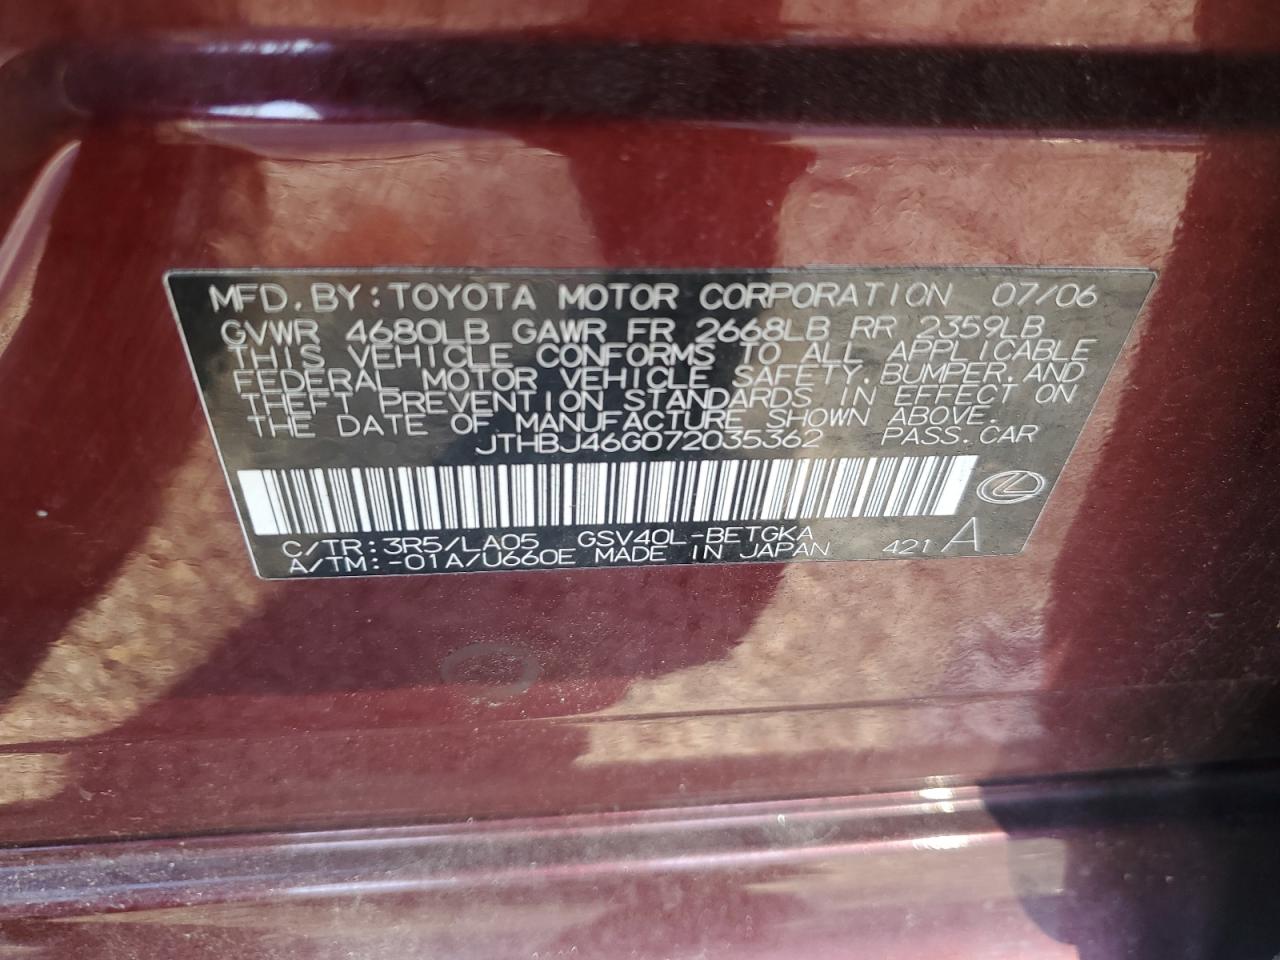 MFD.BY:TOYOTA MOTOR CORPORATION 07/06
GVWR 4680LB GAWR FR 2668LB RR 2359LB
THIS VEHICLE CONFORMS TO ALL APPLICABLE
FEDERAL MOTOR VEHICLE SAFETY,BUMPER,AND
THEFT PREVENTION STANDARDS IN EFFECT ON
THE DATE OF MANUFACTURE SHOWN ABOVE.
JTHBJ46G072035362 PASS.CAR
C/TR:3R5/LA05 GSV40L-BETGKA
A/TM:-01A/U660E MADE IN JAPAN 421 A